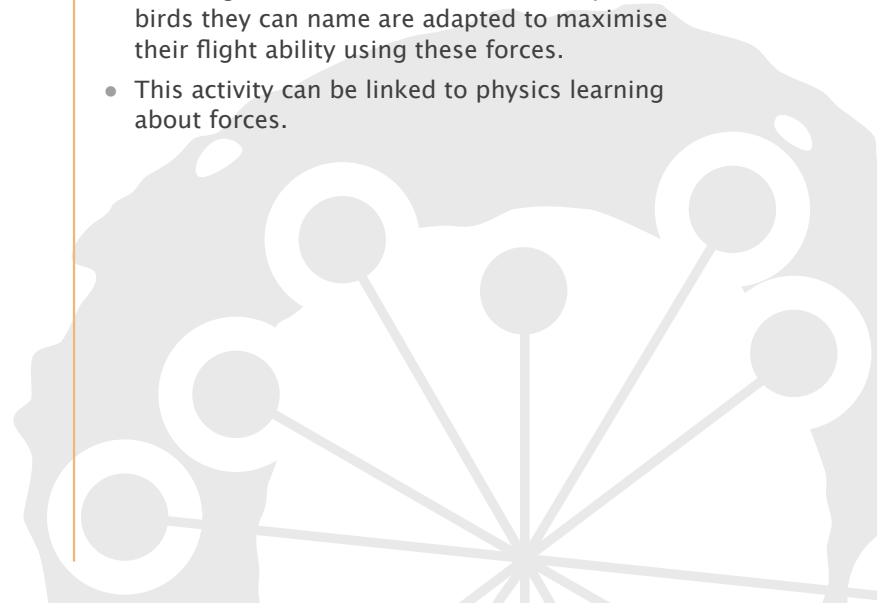 birds they can name are adapted to maximise
their flight ability using these forces.
• This activity can be linked to physics learning
about forces.